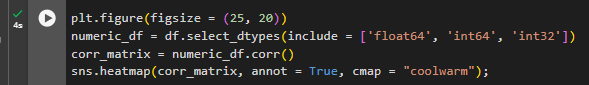 4s
plt.figure(figsize = (25, 20))
numeric_df = df.select_dtypes(include = ['float64', 'int64', 'int32'])
corr_matrix = numeric_df.corr()
sns.heatmap(corr_matrix, annot = True, cmap = "coolwarm");